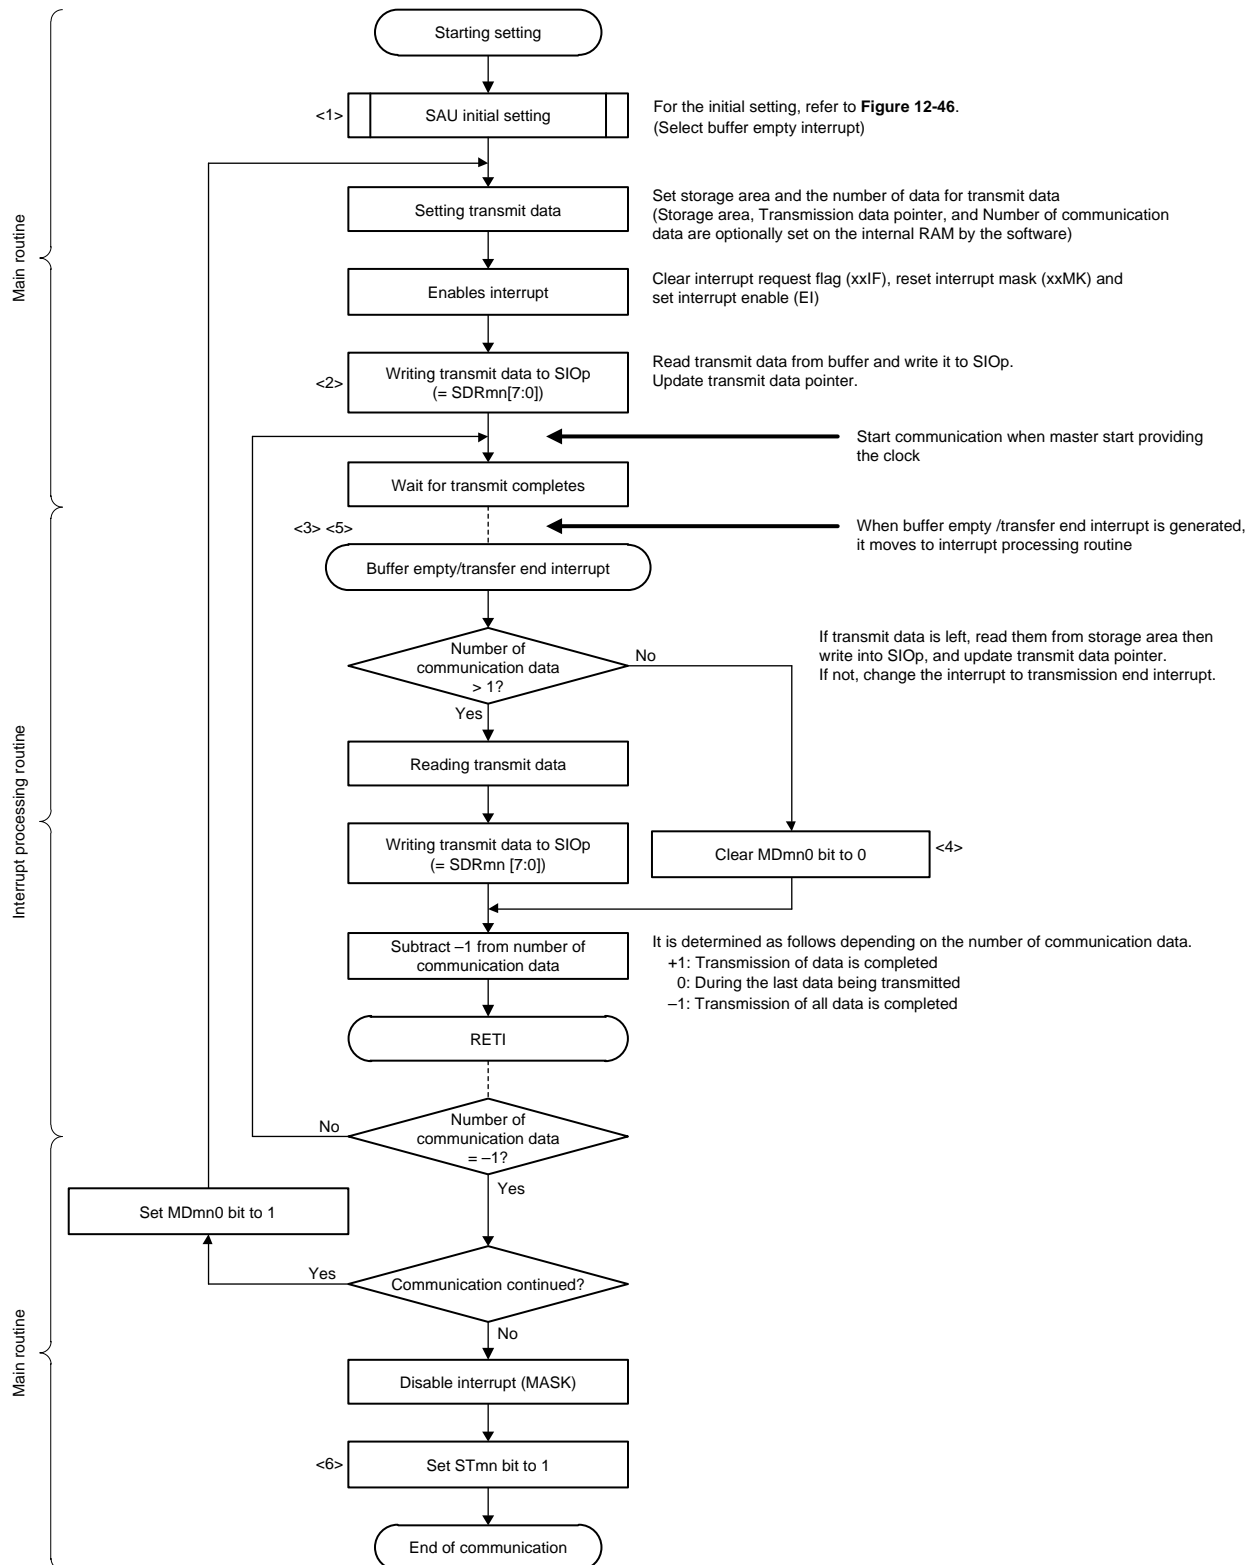 Starting setting
<1>
SAU initial setting
For the initial setting, refer to Figure 12-46.
(Select buffer empty interrupt)
Main routine
Setting transmit data
Set storage area and the number of data for transmit data
(Storage area, Transmission data pointer, and Number of communication
data are optionally set on the internal RAM by the software)
Enables interrupt
Clear interrupt request flag (xxIF), reset interrupt mask (xxMK) and
set interrupt enable (EI)
<2>
Writing transmit data to SIOp
(= SDRmn[7:0])
Read transmit data from buffer and write it to SIOp.
Update transmit data pointer.
Start communication when master start providing
the clock
Wait for transmit completes
<3> <5>
When buffer empty /transfer end interrupt is generated,
it moves to interrupt processing routine
Buffer empty/transfer end interrupt
Interrupt processing routine
Number of
communication data
> 1?
No
Yes
If transmit data is left, read them from storage area then
write into SIOp, and update transmit data pointer.
If not, change the interrupt to transmission end interrupt.
Reading transmit data
Writing transmit data to SIOp
(= SDRmn [7:0])
Clear MDmn0 bit to 0
<4>
Subtract –1 from number of
communication data
It is determined as follows depending on the number of communication data.
+1: Transmission of data is completed
0: During the last data being transmitted
–1: Transmission of all data is completed
RETI
Number of
communication data
= –1?
No
Yes
Set MDmn0 bit to 1
Main routine
Communication continued?
Yes
No
Disable interrupt (MASK)
<6>
Set STmn bit to 1
End of communication